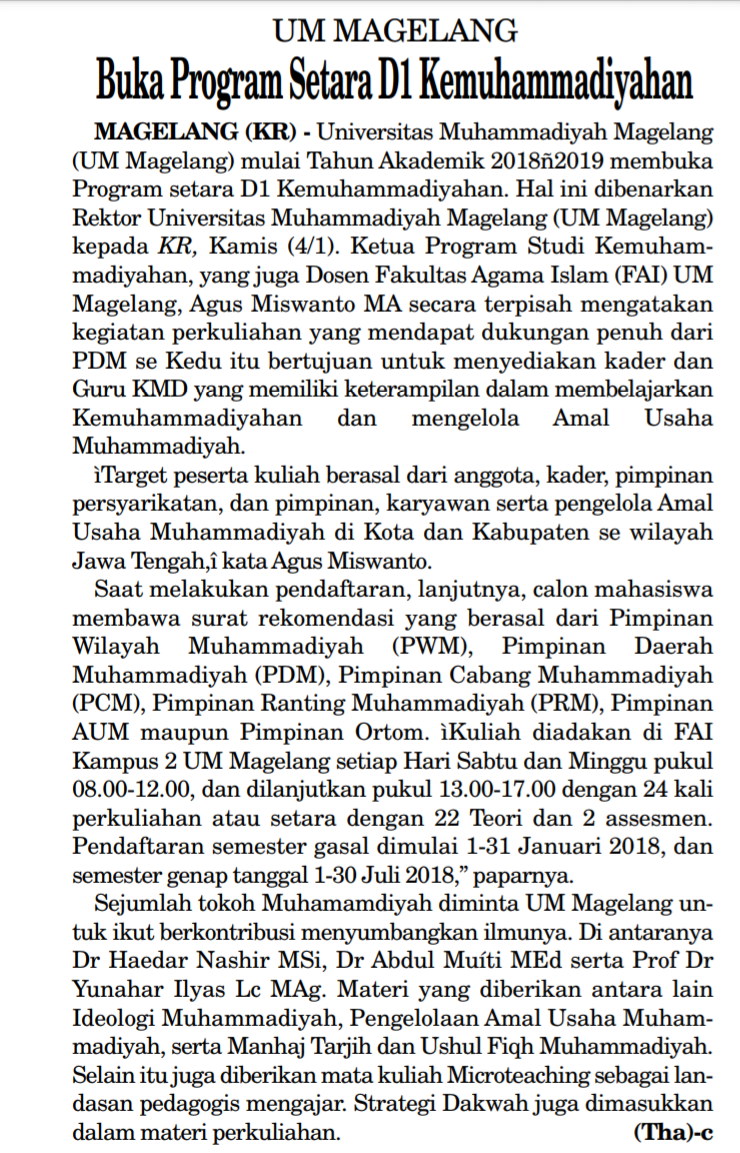 UM MAGELANG
Buka Program Setara D1 Kemuhammadiyahan
MAGELANG (KR) - Universitas Muhammadiyah Magelang
(UM Magelang) mulai Tahun Akademik 2018ñ2019 membuka
Program setara D1 Kemuhammadiyahan. Hal ini dibenarkan
Rektor Universitas Muhammadiyah Magelang (UM Magelang)
kepada KR, Kamis (4/1). Ketua Program Studi Kemuham-
madiyahan, yang juga Dosen Fakultas Agama Islam (FAI) UM
Magelang, Agus Miswanto MA secara terpisah mengatakan
kegiatan perkuliahan yang mendapat dukungan penuh dari
PDM se Kedu itu bertujuan untuk menyediakan kader dan
Guru KMD yang memiliki keterampilan dalam membelajarkan
Kemuhammadiyahan dan mengelola Amal Usaha
Muhammadiyah.
ìTarget peserta kuliah berasal dari anggota, kader, pimpinan
persyarikatan, dan pimpinan, karyawan serta pengelola Amal
Usaha Muhammadiyah di Kota dan Kabupaten se wilayah
Jawa Tengah,î kata Agus Miswanto.
Saat melakukan pendaftaran, lanjutnya, calon mahasiswa
membawa surat rekomendasi yang berasal dari Pimpinan
Wilayah Muhammadiyah (PWM), Pimpinan Daerah
Muhammadiyah (PDM), Pimpinan Cabang Muhammadiyah
(PCM), Pimpinan Ranting Muhammadiyah (PRM), Pimpinan
AUM maupun Pimpinan Ortom. ìKuliah diadakan di FAI
Kampus 2 UM Magelang setiap Hari Sabtu dan Minggu pukul
08.00-12.00, dan dilanjutkan pukul 13.00-17.00 dengan 24 kali
perkuliahan atau setara dengan 22 Teori dan 2 assesmen.
Pendaftaran semester gasal dimulai 1-31 Januari 2018, dan
semester genap tanggal 1-30 Juli 2018,” paparnya.
Sejumlah tokoh Muhamamdiyah diminta UM Magelang un-
tuk ikut berkontribusi menyumbangkan ilmunya. Di antaranya
Dr Haedar Nashir MSi, Dr Abdul Muíti MEd serta Prof Dr
Yunahar Ilyas Lc MAg. Materi yang diberikan antara lain
Ideologi Muhammadiyah, Pengelolaan Amal Usaha Muham-
madiyah, serta Manhaj Tarjih dan Ushul Fiqh Muhammadiyah.
Selain itu juga diberikan mata kuliah Microteaching sebagai lan-
dasan pedagogis mengajar. Strategi Dakwah juga dimasukkan
dalam materi perkuliahan. (Tha)-c